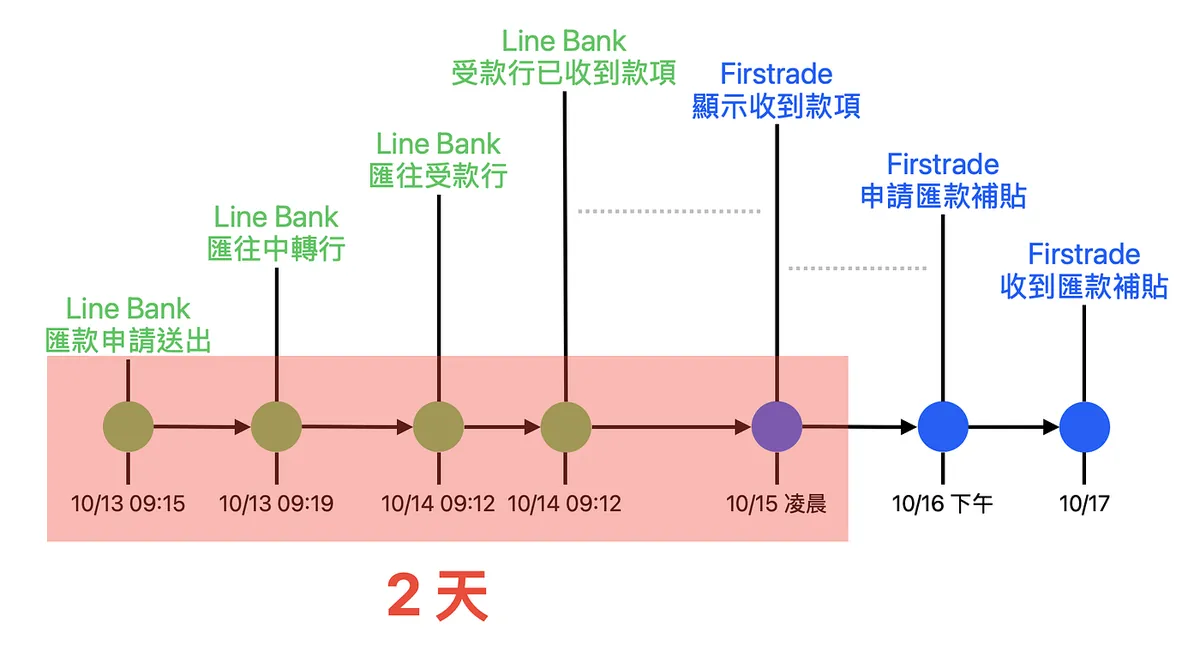 Line Bank
受款行已收到款項
Firstrade
顯示收到款項
Line Bank
匯往受款行
Firstrade
申請匯款補貼
Line Bank
匯往中轉行
Firstrade
收到匯款補貼
Line Bank
匯款申請送出
10/13 09:15
10/13 09:19
10/14 09:12
10/14 09:12
10/15 凌晨
10/16 下午
10/17
2 天